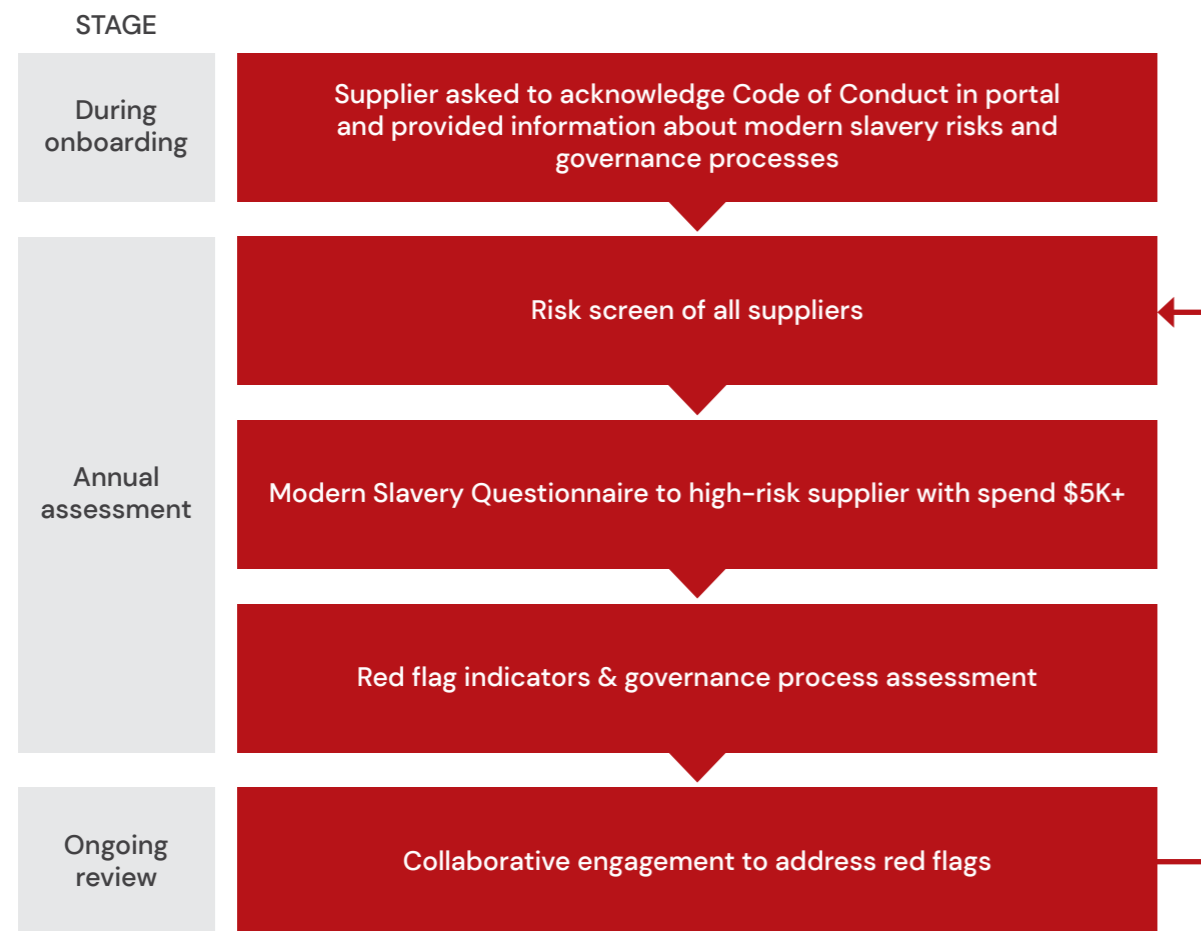 STAGE
During
onboarding
Supplier asked to acknowledge Code of Conduct in portal
and provided information about modern slavery risks and
governance processes
Annual
assessment
Risk screen of all suppliers
Modern Slavery Questionnaire to high-risk supplier with spend $5K+
Red flag indicators & governance process assessment
Ongoing
review
Collaborative engagement to address red flags